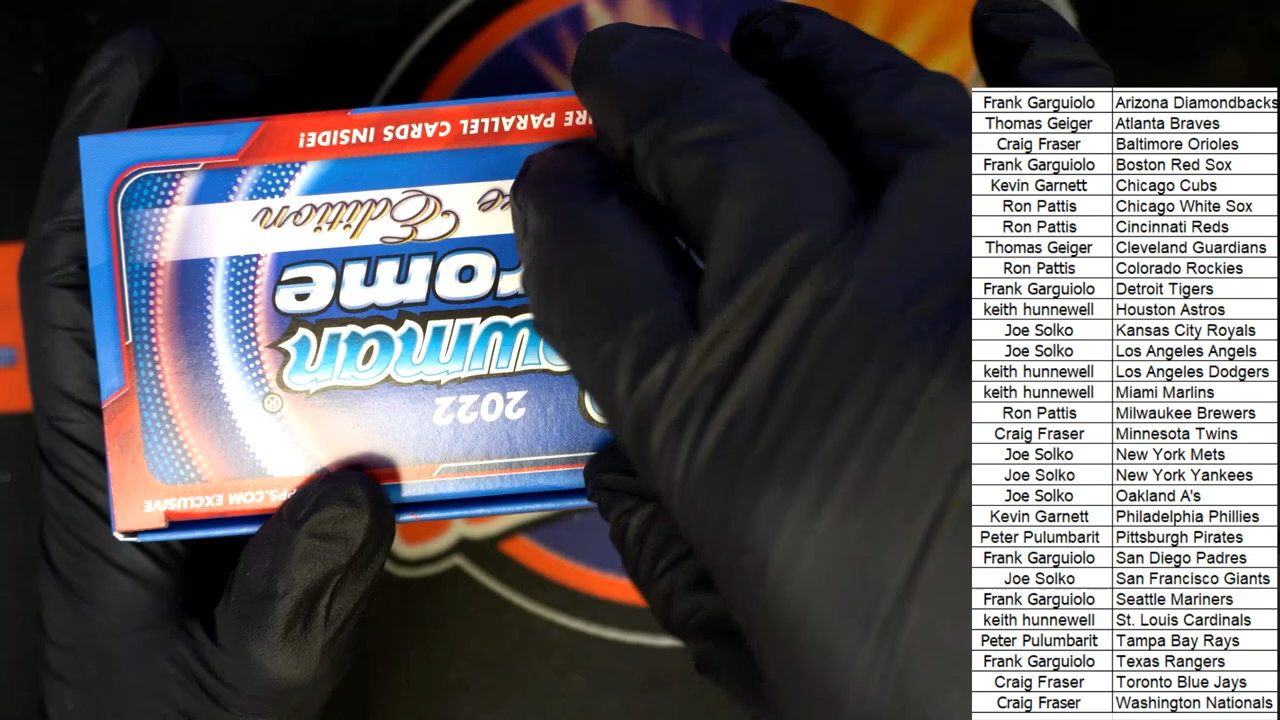 RE PARALLEL CARDS INSIDE!
Edition
2022
PS.COM EXCLUSIVE
Frank Garguiolo Arizona Diamondbacks
Thomas Geiger Atlanta Braves
Craig Fraser Baltimore Orioles
Frank Garguiolo Boston Red Sox
Kevin Garnett Chicago Cubs
Ron Pattis Chicago White Sox
Ron Pattis Cincinnati Reds
Thomas Geiger Cleveland Guardians
Ron Pattis Colorado Rockies
Frank Garguiolo Detroit Tigers
keith hunnewell Houston Astros
Joe Solko Kansas City Royals
Joe Solko Los Angeles Angels
keith hunnewell Los Angeles Dodgers
keith hunnewell Miami Marlins
Ron Pattis Milwaukee Brewers
Craig Fraser Minnesota Twins
Joe Solko New York Mets
Joe Solko New York Yankees
Joe Solko Oakland A's
Kevin Garnett Philadelphia Phillies
Peter Pulumbarit Pittsburgh Pirates
Frank Garguiolo San Diego Padres
Joe Solko San Francisco Giants
Frank Garguiolo Seattle Mariners
keith hunnewell St. Louis Cardinals
Peter Pulumbarit Tampa Bay Rays
Frank Garguiolo Texas Rangers
Craig Fraser Toronto Blue Jays
Craig Fraser Washington Nationals